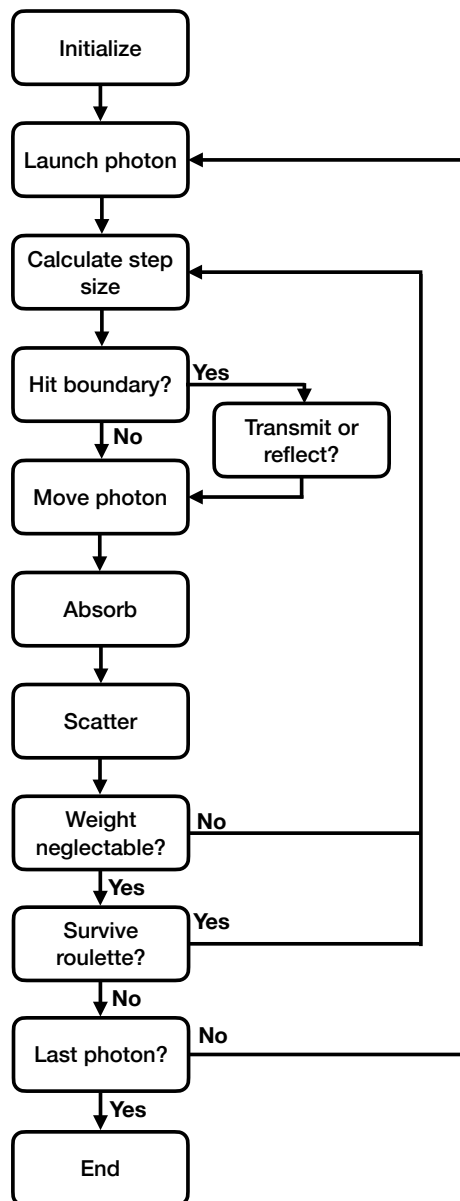 Initialize
Launch photon
Calculate step
size
Hit boundary?
Yes
Transmit or
reflect?
No
Move photon
Absorb
Scatter
Weight
neglectable?
No
Yes
Survive
roulette?
Yes
No
Last photon?
No
Yes
End